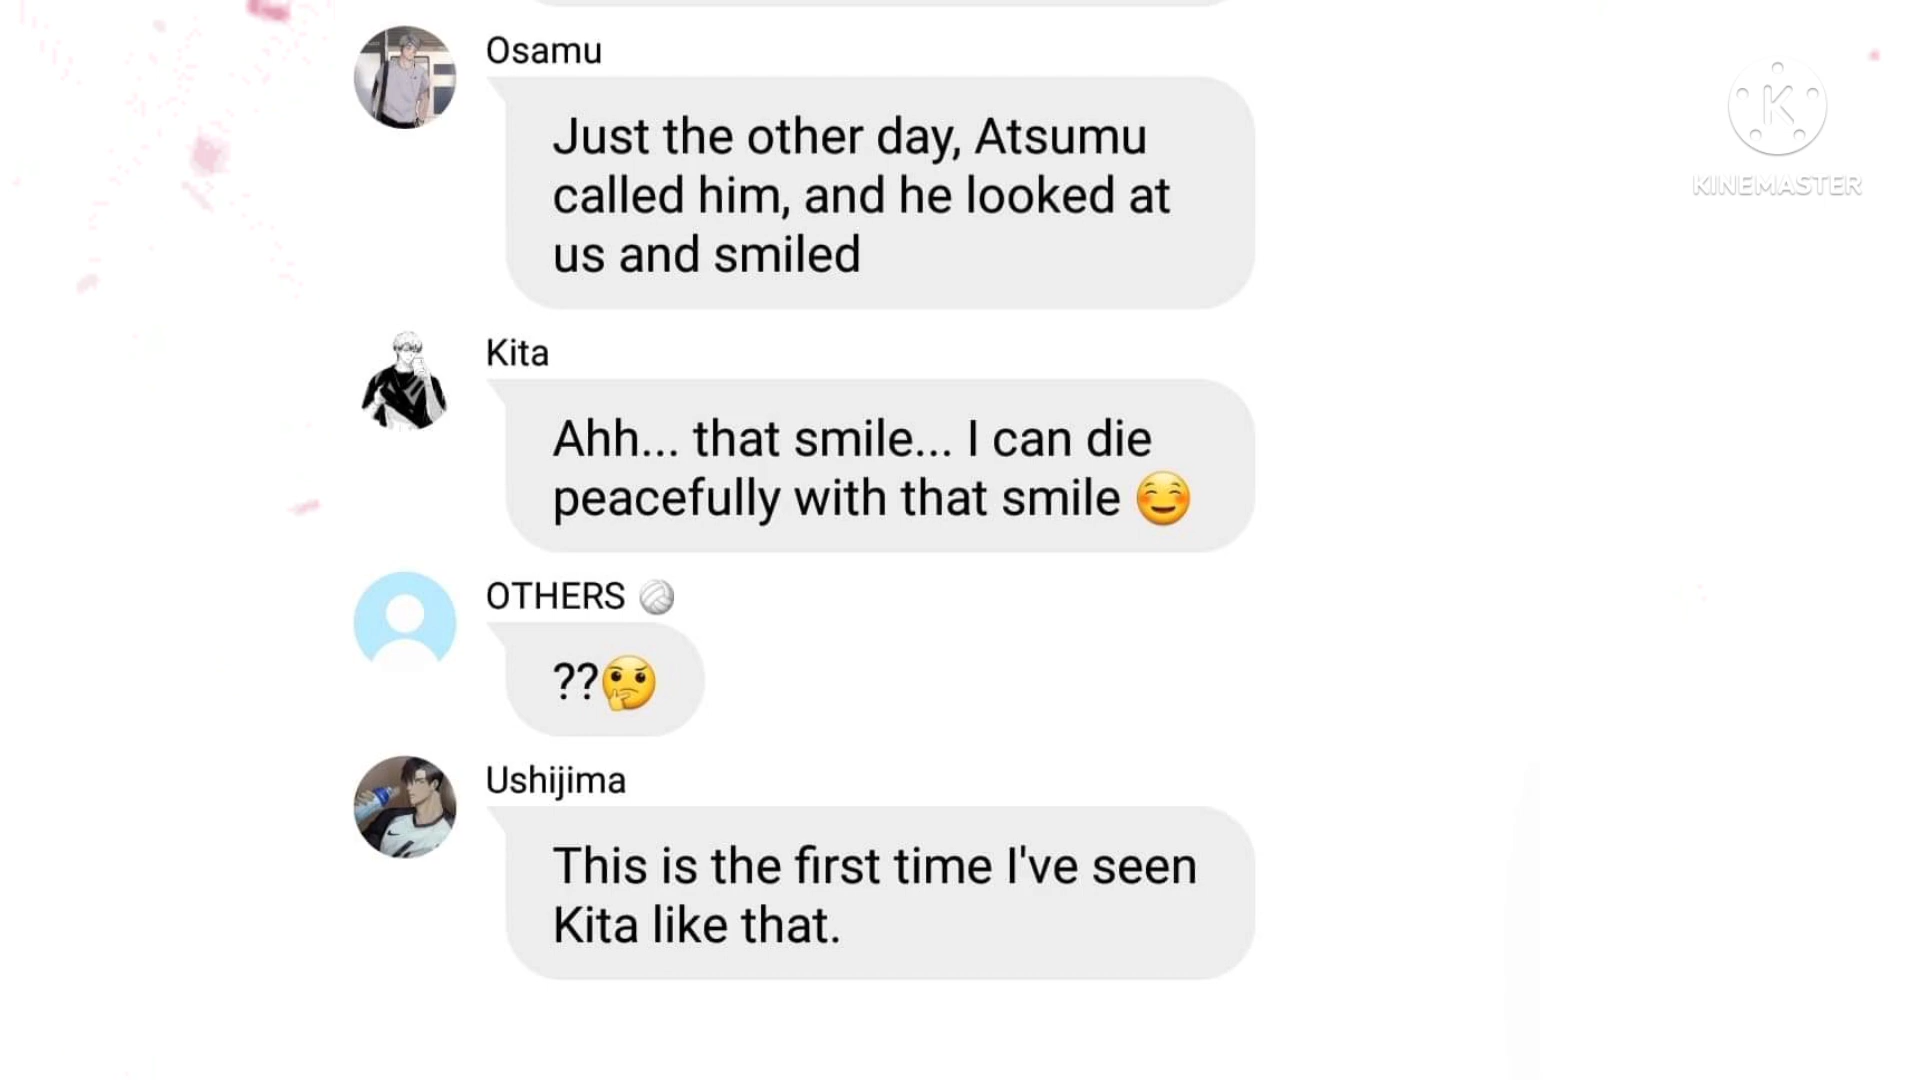 Osamu
Just the other day, Atsumu
called him, and he looked at
us and smiled
K
KINEMASTER
Kita
Ahh... that smile... I can die
peacefully with that smile 😊
OTHERS 🏐
??🤔
Ushijima
This is the first time I've seen
Kita like that.